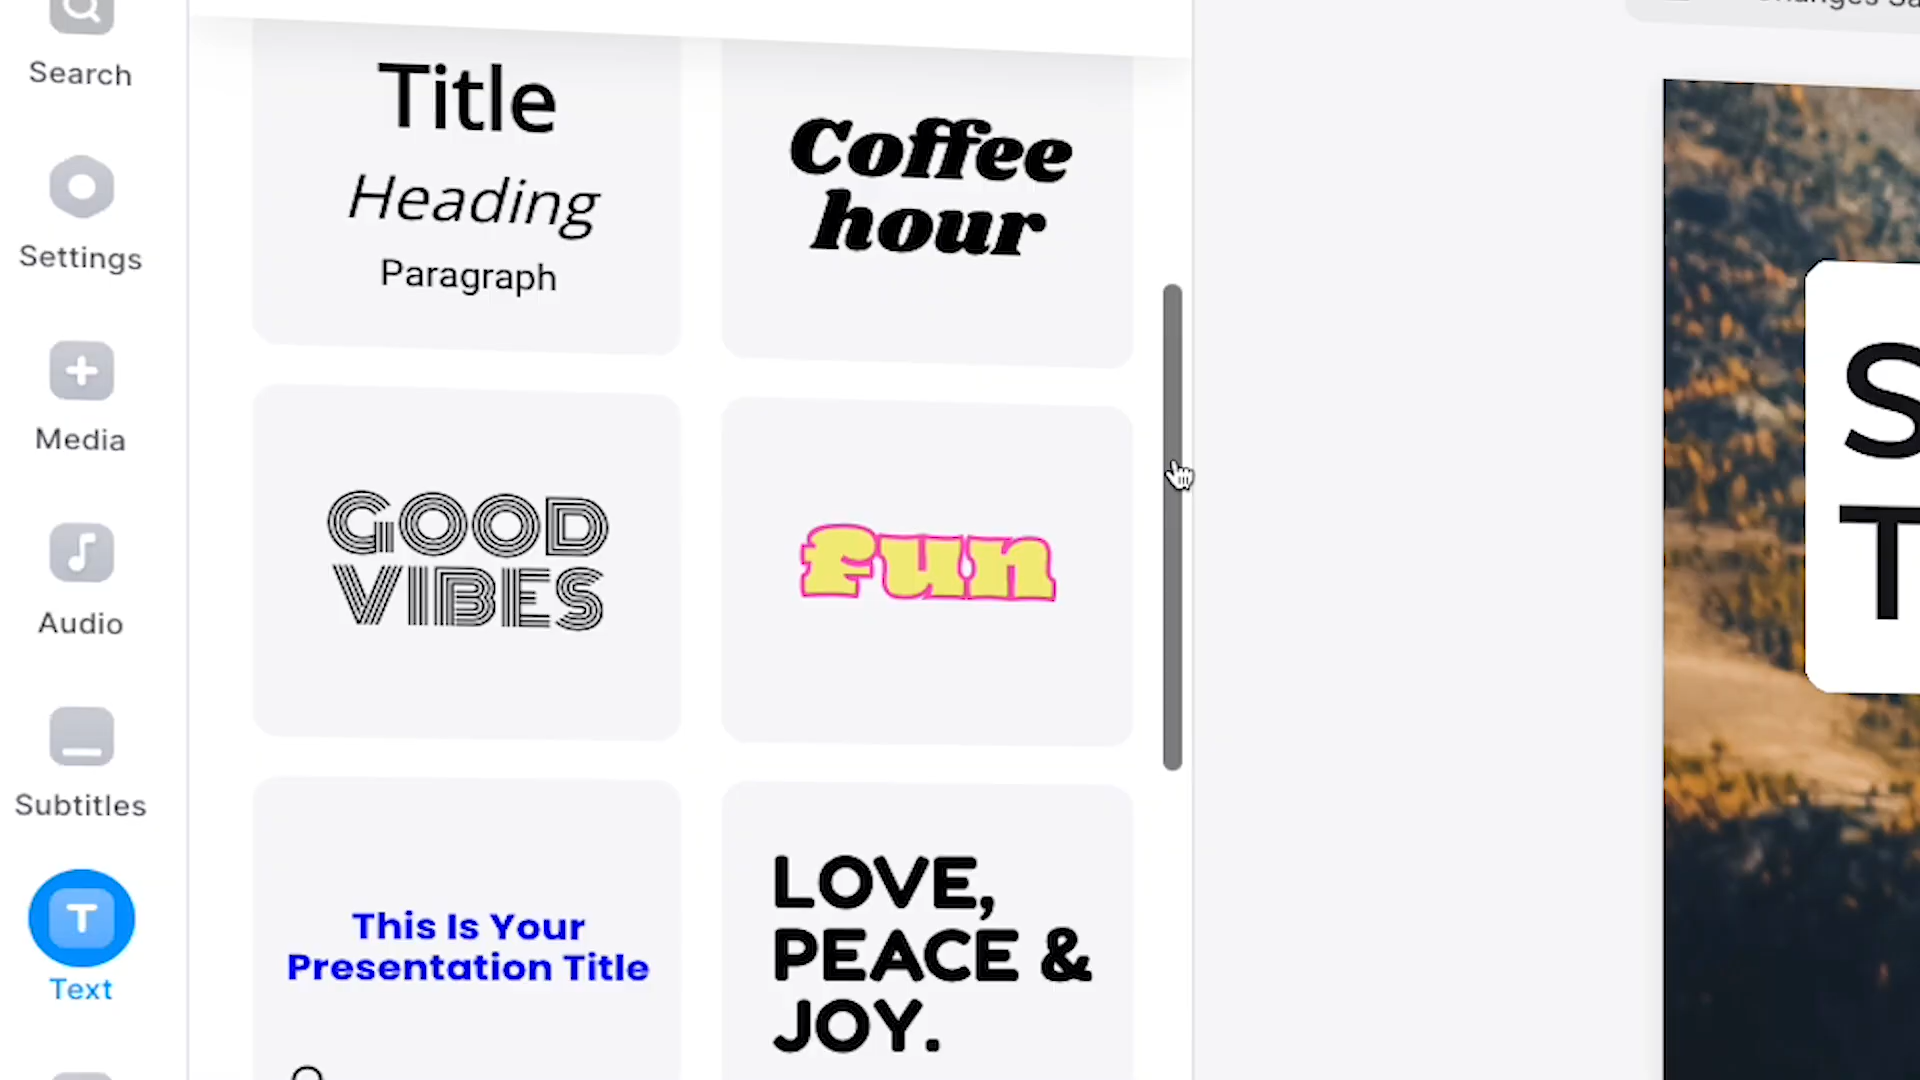 Search
Settings
Media
Audio
Subtitles
Text
Title
Heading
Paragraph
Coffee
hour
GOOD
VIBES
fun
This Is Your
Presentation Title
LOVE,
PEACE &
JOY.
S
T